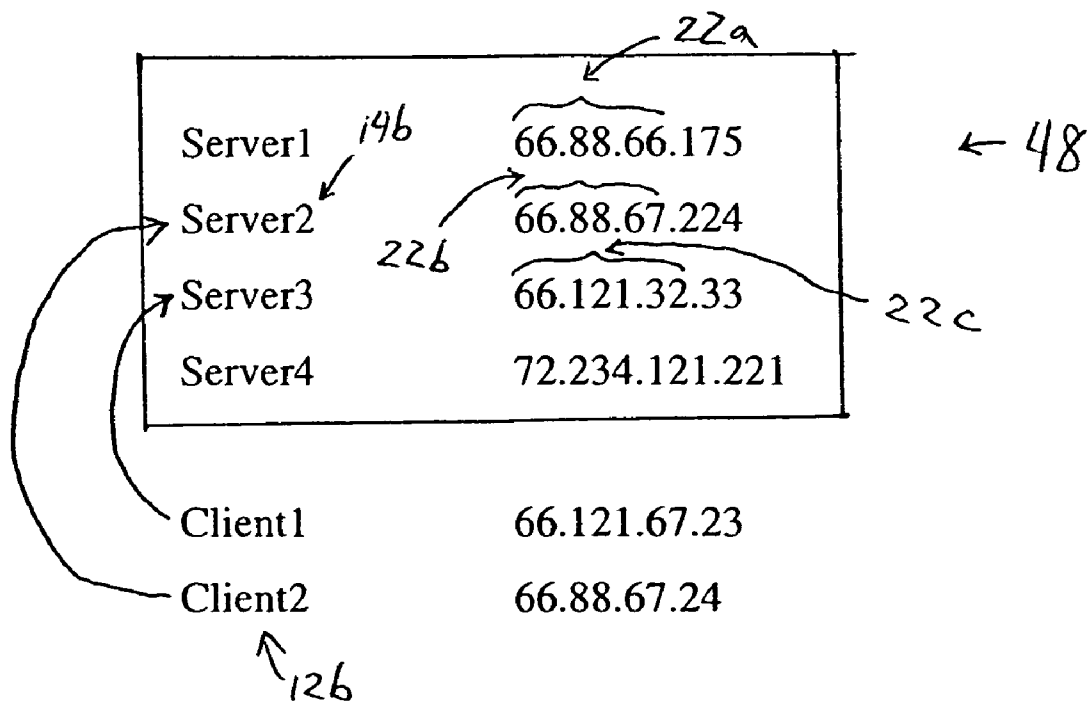 22a
Server1 66.88.66.175
14b
← 48
Server2 66.88.67.224
22b
Server3 66.121.32.33
22c
Server4 72.234.121.221
Client1 66.121.67.23
Client2 66.88.67.24
12b